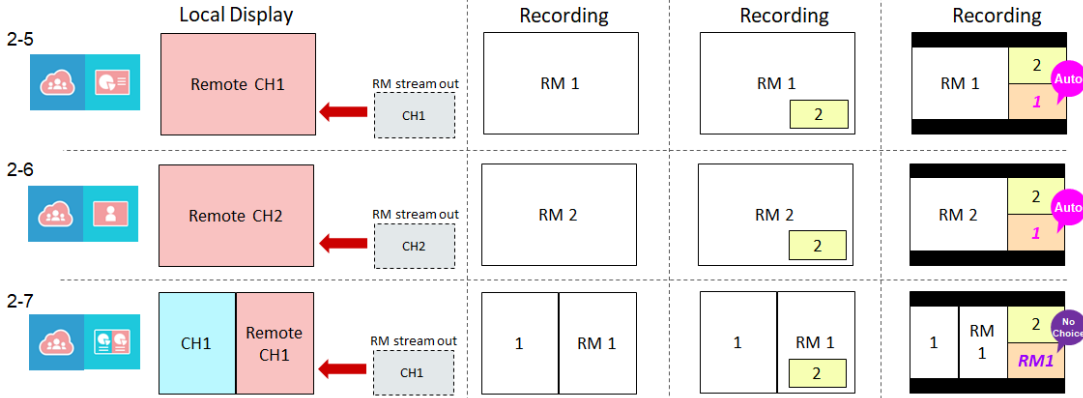 Local Display
Recording
Recording
Recording
2-5
Remote CH1
RM stream out
CH1
RM 1
RM 1
2
RM 1
2
1
Auto
2-6
Remote CH2
RM stream out
CH2
RM 2
RM 2
2
RM 2
2
1
Auto
2-7
CH1
Remote
CH1
RM stream out
CH1
1
RM 1
1
RM 1
2
1
RM
1
2
RM1
No
Choice